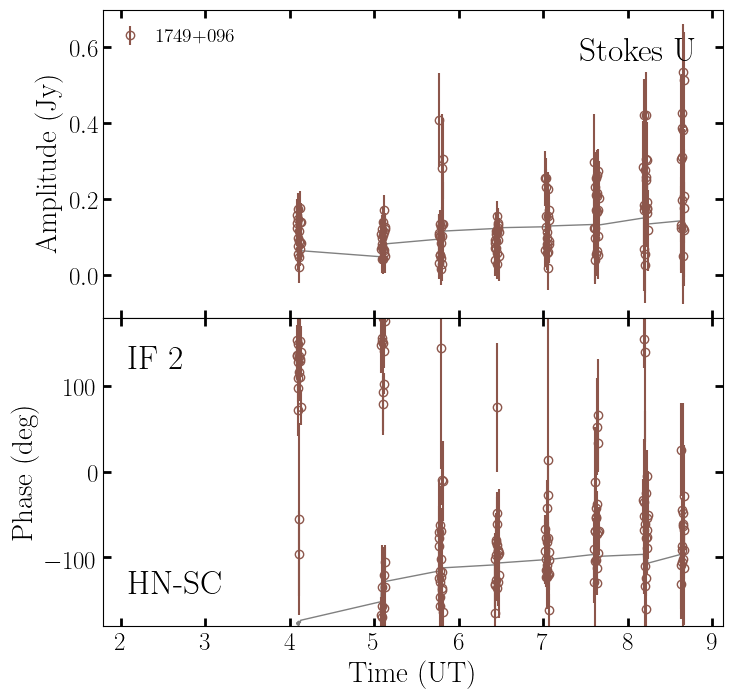 1749+096
Stokes U
0.6
0.4
0.2
0.0
Amplitude (Jy)
IF 2
100
0
−100
Phase (deg)
HN-SC
2 3 4 5 6 7 8 9
Time (UT)